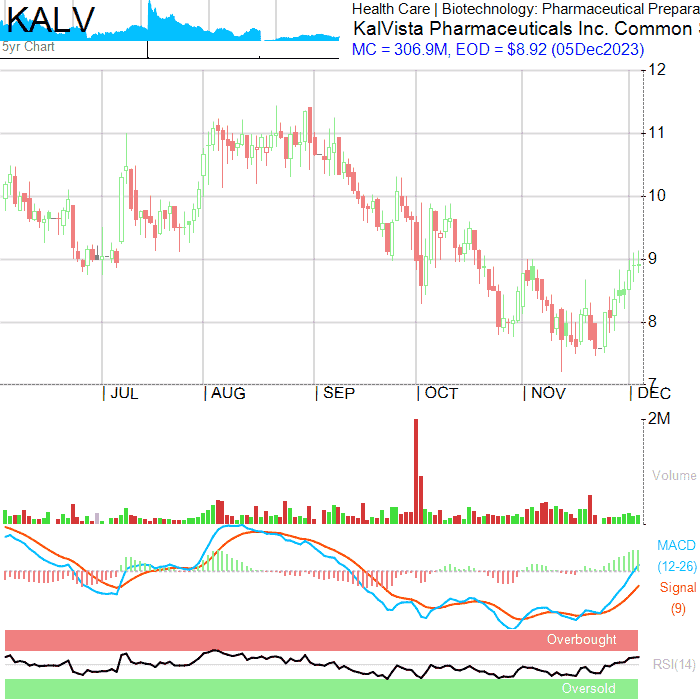 KALV
5yr Chart
Health Care | Biotechnology: Pharmaceutical Prepara
KalVista Pharmaceuticals Inc. Common
MC = 306.9M, EOD = $8.92 (05Dec2023)
12
11
10
9
8
7
| JUL | AUG | SEP | OCT | NOV | DEC
2M
Volume
MACD
(12-26)
Signal
(9)
Overbought
RSI(14)
Oversold